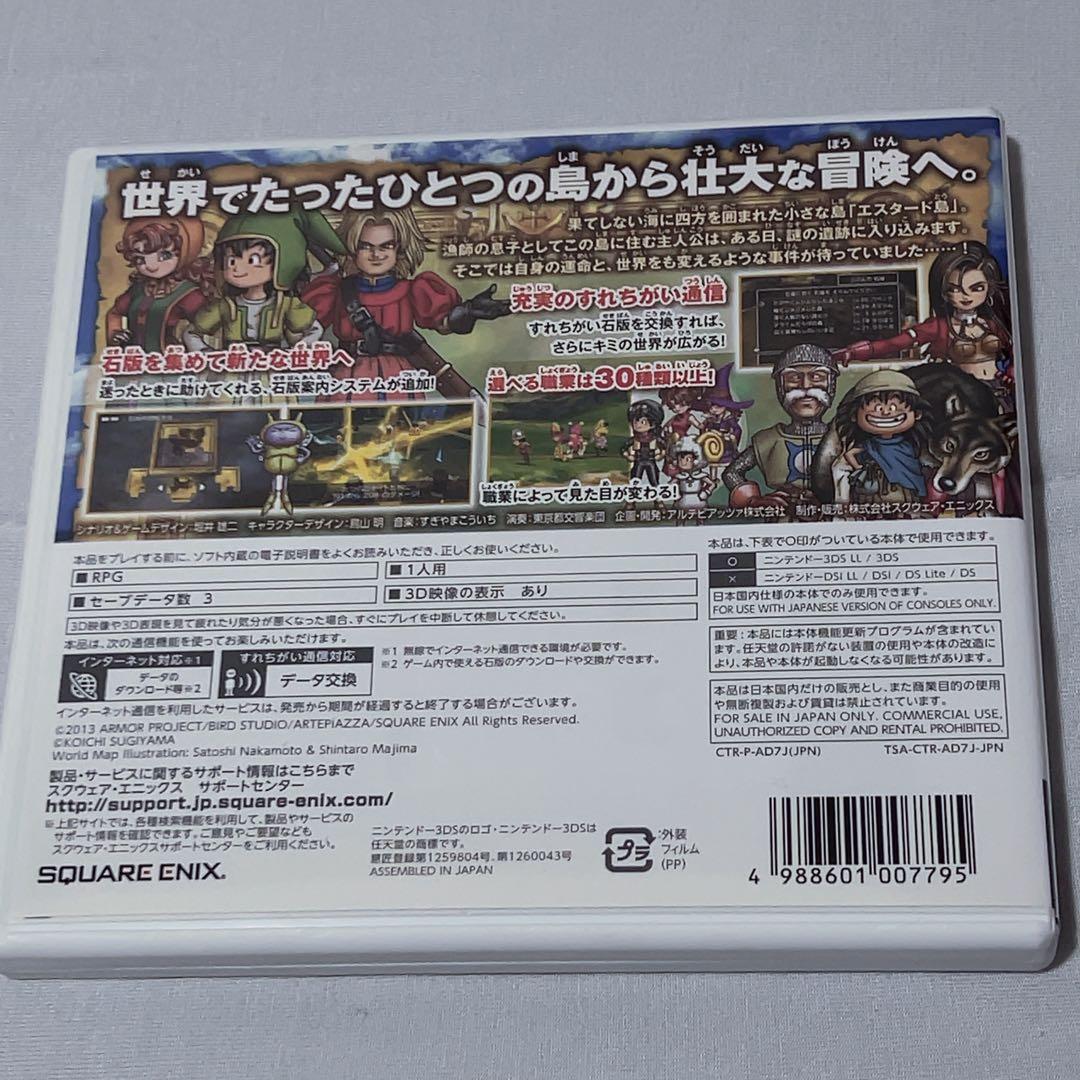 世界でたったひとつの島から壮大な冒険へ。
果てしない海に四方を囲まれた小さな島「エスタード島」。
漁師の息子としてこの島に住む主人公は、ある日、謎の遺跡に入り込みます。
そこでは自身の運命と、世界をも変えるような事件が待っていました……！
充実のすれちがい通信
すれちがい石版を交換すれば、
さらにキミの世界が広がる!
石版を集めて新たな世界へ
迷ったときに助けてくれる、石版案内システムが追加!
選べる職業は30種類以上!
職業によって見た目が変わる!
シナリオ&ゲームデザイン：堀井 雄二 キャラクターデザイン：鳥山 明 音楽：すぎやまこういち 演奏：東京都交響楽団 企画・開発：アルテピアッツァ株式会社 制作・販売：株式会社スクウェア・エニックス
本品をプレイする前に、ソフト内蔵の電子説明書をよくお読みいただき、正しくお使いください。
■RPG
■1人用
■セーブデータ数 3
■3D映像の表示 あり
3D映像や3D表現を見て疲れたり気分が悪くなった場合、すぐにプレイを中断して休憩してください。
本品は、次の通信機能を使ってお楽しみいただけます。
インターネット対応※1
データの
ダウンロード等※2
すれちがい通信対応
データ交換
※1 無線でインターネットできる環境が必要です。
※2 ゲーム内で使える石版のダウンロードや交換ができます。
インターネット通信を利用したサービスは、発売から期間が経過すると終了する場合がございます。
©2013 ARMOR PROJECT/BIRD STUDIO/ARTEPIAZZA/SQUARE ENIX All Rights Reserved.
©KOICHI SUGIYAMA
World Map Illustration: Satoshi Nakamoto & Shintaro Majima
製品・サービスに関するサポート情報はこちらまで
スクウェア・エニックス サポートセンター
http://support.jp.square-enix.com/
※上記サイトでは、各種検索機能を利用して、製品やサービスの
サポート情報を確認できます。ご意見やご要望なども
スクウェア・エニックスサポートセンターをご利用ください。
SQUARE ENIX.
ニンテンドー3DSのロゴ・ニンテンドー3DSは
任天堂の商標です。
意匠登録第1259804号、第1260043号
ASSEMBLED IN JAPAN
プラ
:外装
フィルム
(PP)
本品は、下表で○印がついている本体で使用できます。
○ ニンテンドー3DS LL / 3DS
× ニンテンドーDSi LL / DSi / DS Lite / DS
日本国内仕様の本体でのみ使用できます。
FOR USE WITH JAPANESE VERSION OF CONSOLES ONLY.
重要：本品には本体機能更新プログラムが含まれていま
す。任天堂の許諾がない装置の使用や本体の改造によ
り、本品や本体が起動しなくなる可能性があります。
本品は日本国内だけの販売とし、また商業目的の使用
や無断複製および賃貸は禁止されています。
FOR SALE IN JAPAN ONLY. COMMERCIAL USE,
UNAUTHORIZED COPY AND RENTAL PROHIBITED.
CTR-P-AD7J(JPN) TSA-CTR-AD7J-JPN
4 988601 007795